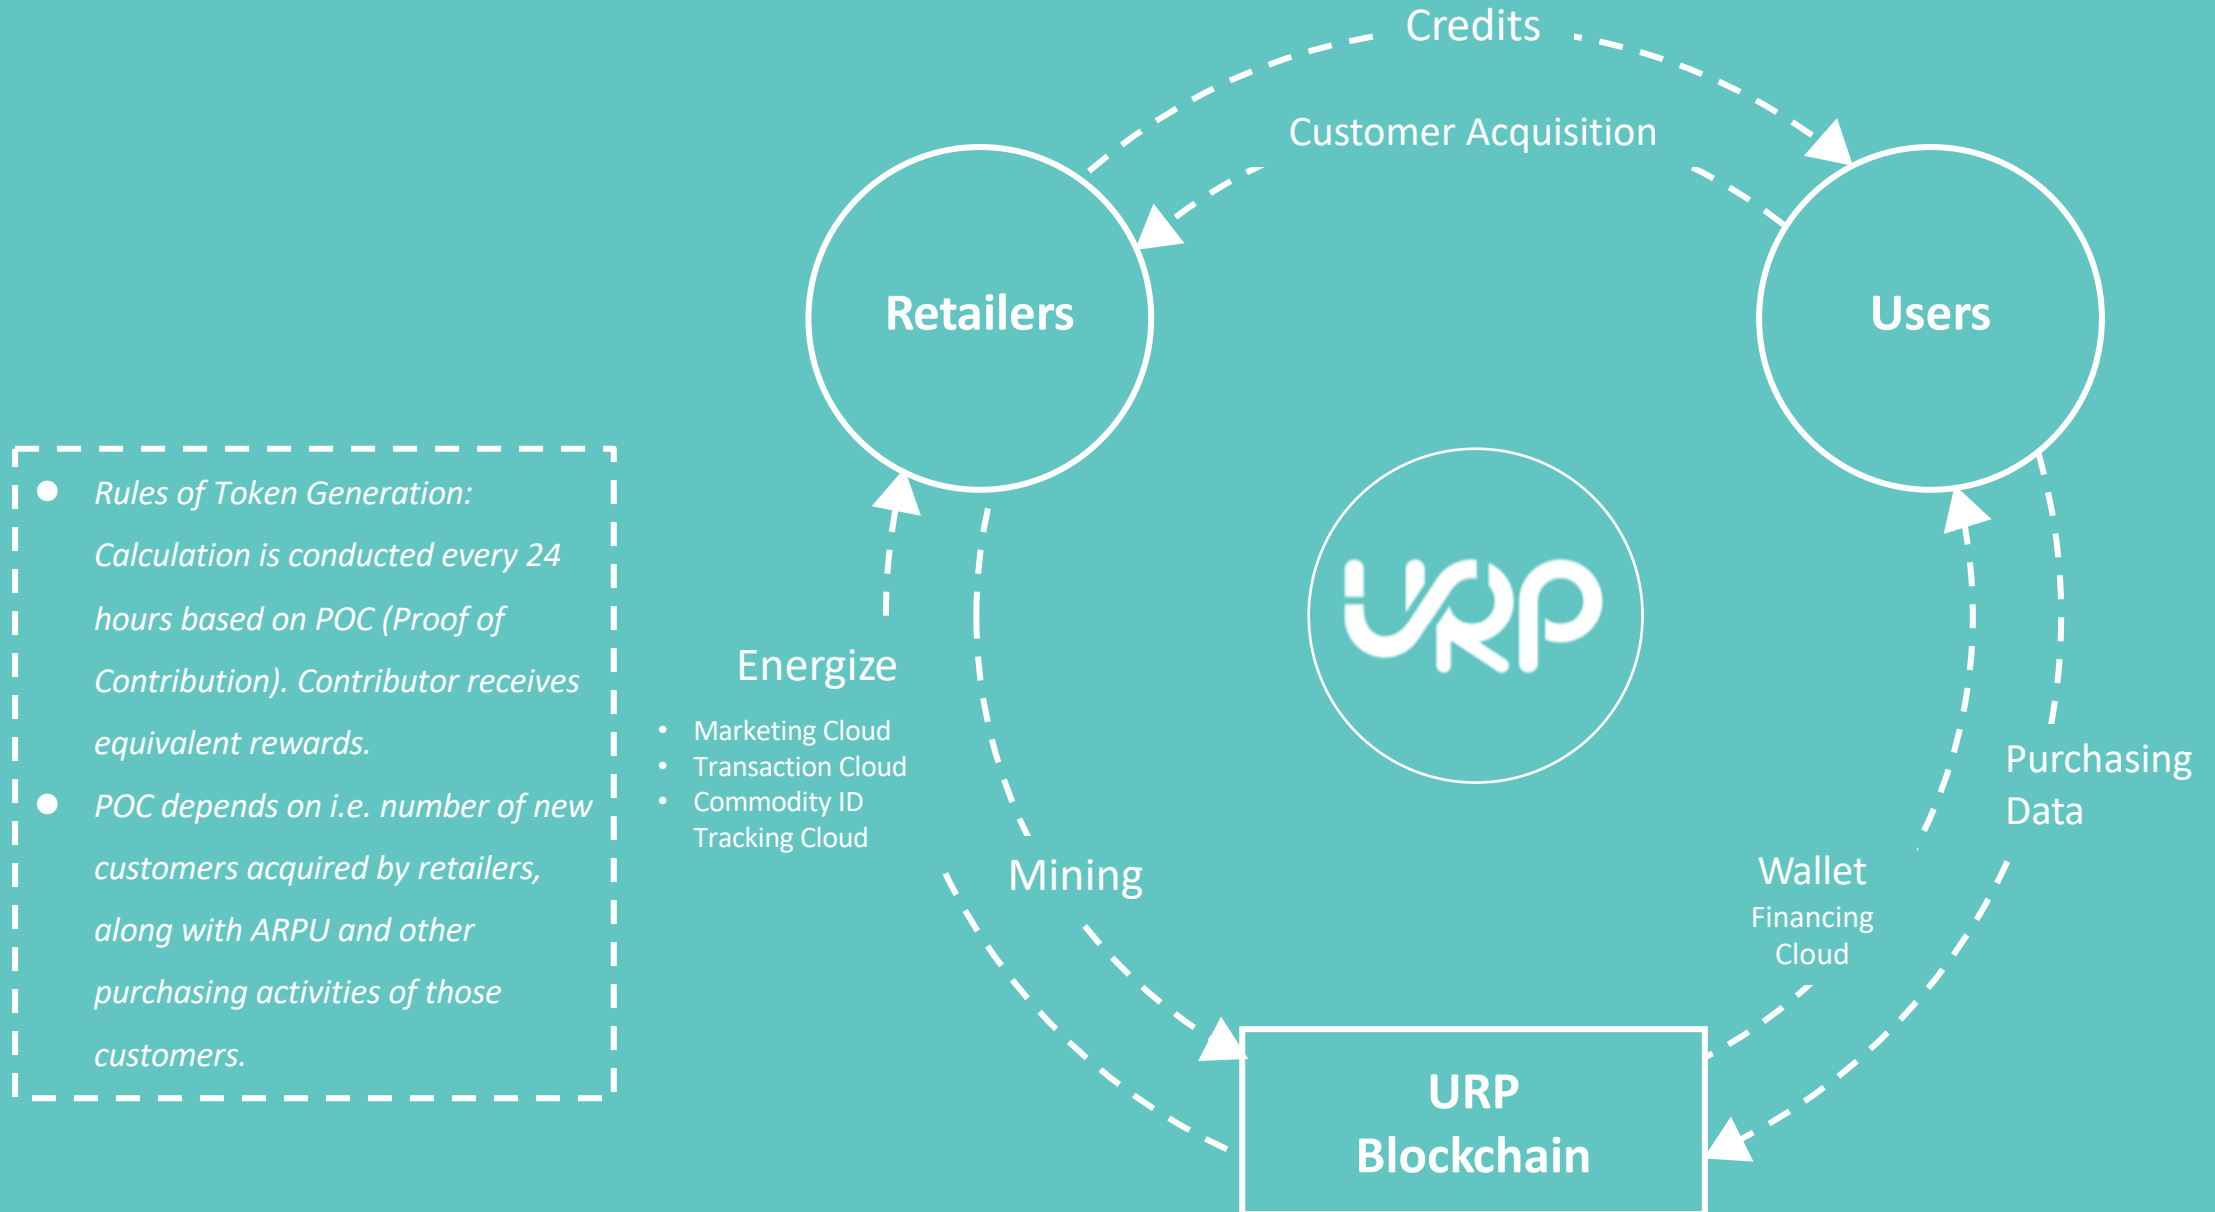 Credits
Customer Acquisition
Retailers
Users
● Rules of Token Generation:
Calculation is conducted every 24
hours based on POC (Proof of
Contribution). Contributor receives
equivalent rewards.
● POC depends on i.e. number of new
customers acquired by retailers,
along with ARPU and other
purchasing activities of those
customers.
Energize
• Marketing Cloud
• Transaction Cloud
• Commodity ID
Tracking Cloud
URP
Mining
Purchasing
Data
Wallet
Financing
Cloud
URP
Blockchain